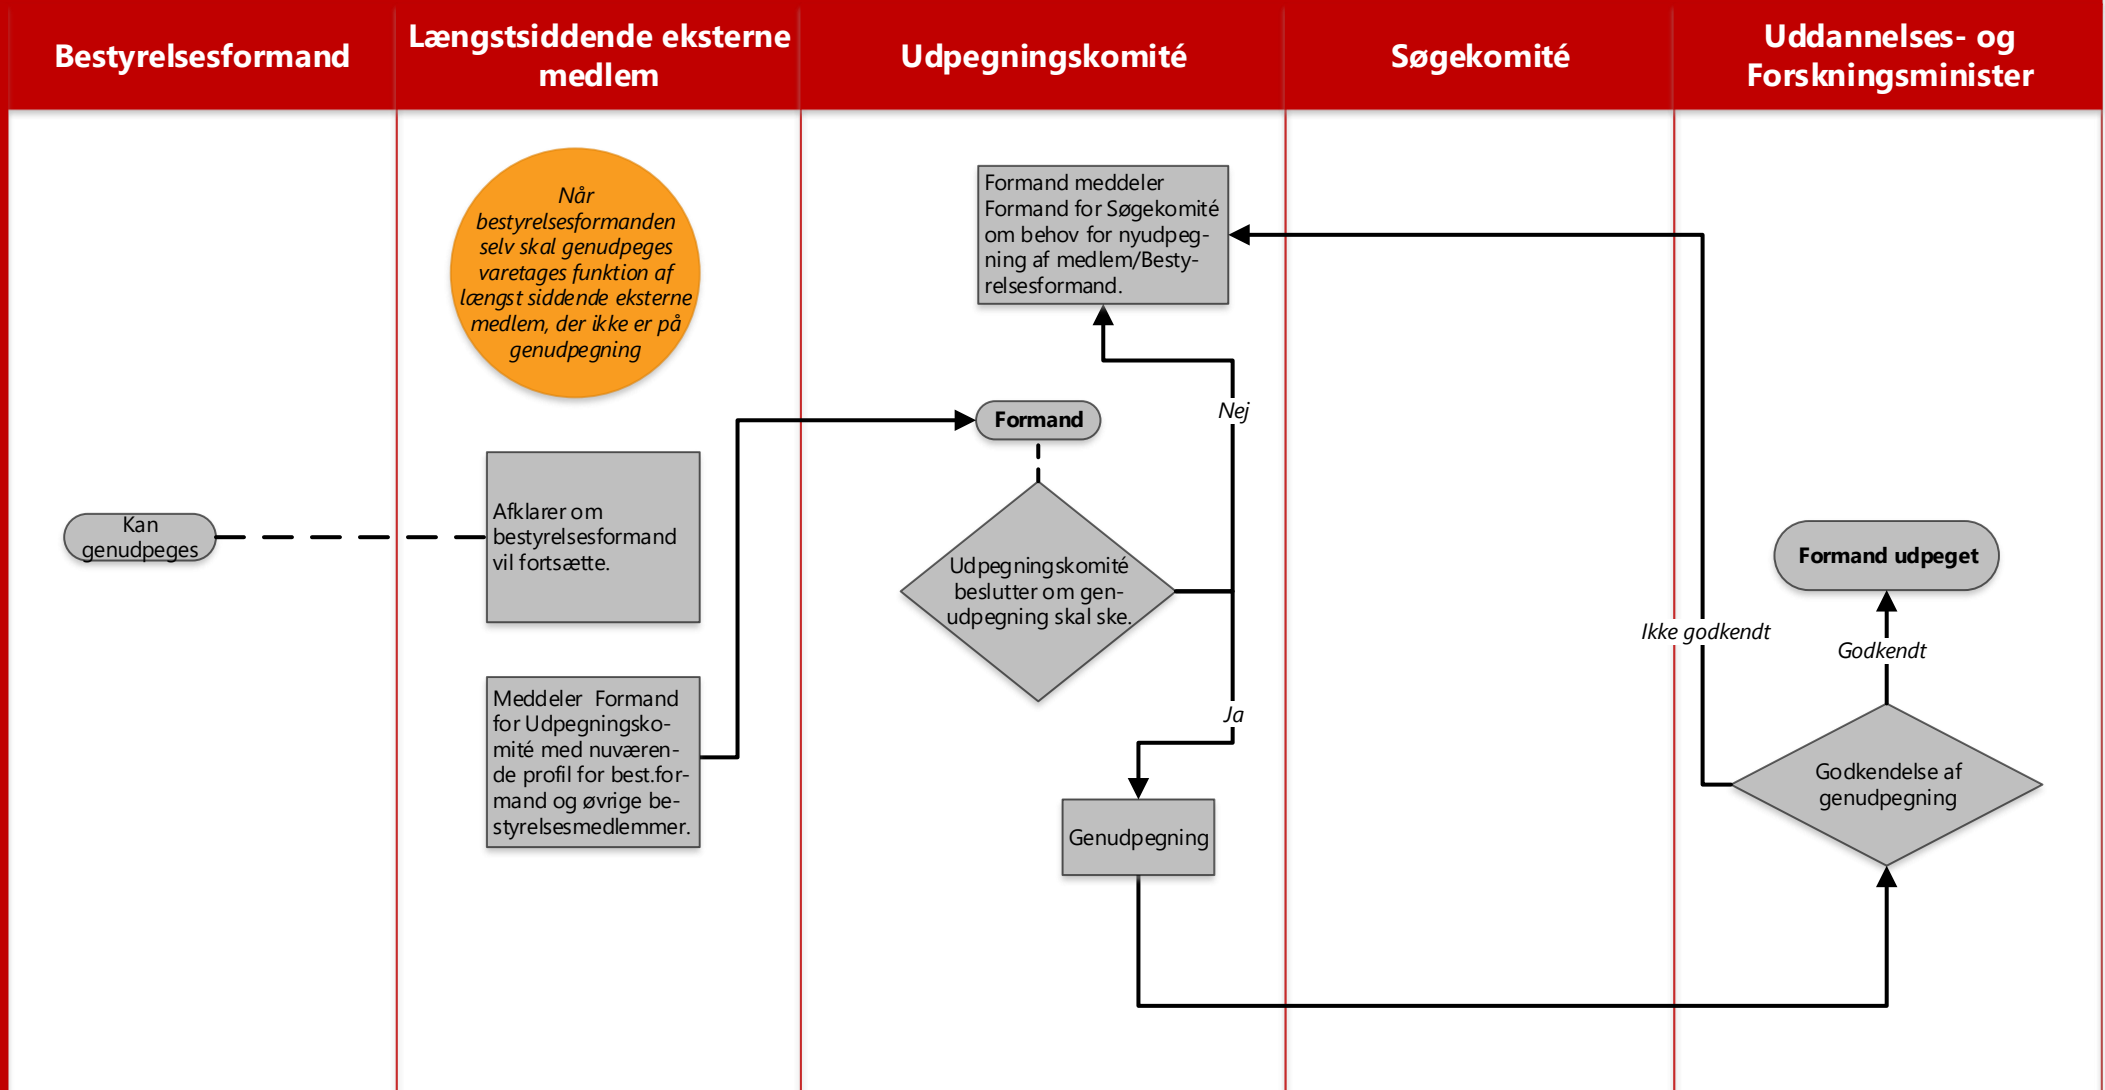 Bestyrelsesformand
Længstsiddende eksterne
medlem
Udpegningskomité
Søgekomité
Uddannelses- og
Forskningsminister
Når
bestyrelsesformanden
selv skal genudpeges
varetages funktion af
længst siddende eksterne
medlem, der ikke er på
genudpegning
Formand meddeler
Formand for Søgekomité
om behov for nyudpeg-
ning af medlem/Besty-
relsesformand.
Nej
Formand
Kan
genudpeges
Afklarer om
bestyrelsesformand
vil fortsætte.
Udpegningskomité
beslutter om gen-
udpegning skal ske.
Formand udpeget
Ikke godkendt
Godkendt
Meddeler Formand
for Udpegningsko-
mité med nuværen-
de profil for best.for-
mand og øvrige be-
styrelsesmedlemmer.
Ja
Godkendelse af
genudpegning
Genudpegning